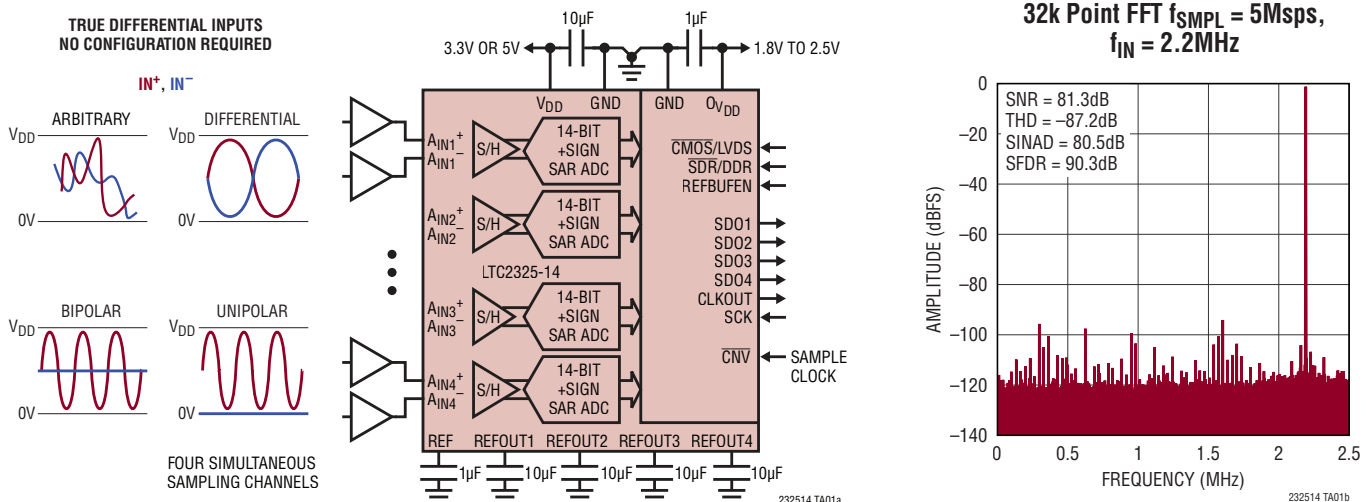 TRUE DIFFERENTIAL INPUTS
NO CONFIGURATION REQUIRED
IN+, IN–
ARBITRARY
VDD
0V
DIFFERENTIAL
VDD
0V
BIPOLAR
VDD
0V
UNIPOLAR
VDD
0V
FOUR SIMULTANEOUS
SAMPLING CHANNELS
10µF
1µF
3.3V OR 5V
1.8V TO 2.5V
VDD
GND
GND
OVDD
AIN1+
AIN1–
S/H
14-BIT
+SIGN
SAR ADC
AIN2+
AIN2–
S/H
14-BIT
+SIGN
SAR ADC
LTC2325-14
AIN3+
AIN3–
S/H
14-BIT
+SIGN
SAR ADC
AIN4+
AIN4–
S/H
14-BIT
+SIGN
SAR ADC
CMOS/LVDS
SDR/DDR
REFBUFEN
SDO1
SDO2
SDO3
SDO4
CLKOUT
SCK
CNV
SAMPLE
CLOCK
REF
REFOUT1
REFOUT2
REFOUT3
REFOUT4
1µF
10µF
10µF
10µF
10µF
232514 TA01a
32k Point FFT fSMPL = 5Msps,
fIN = 2.2MHz
SNR = 81.3dB
THD = –87.2dB
SINAD = 80.5dB
SFDR = 90.3dB
AMPLITUDE (dBFS)
0
–20
–40
–60
–80
–100
–120
–140
0
0.5
1
1.5
2
2.5
FREQUENCY (MHz)
232514 TA01b